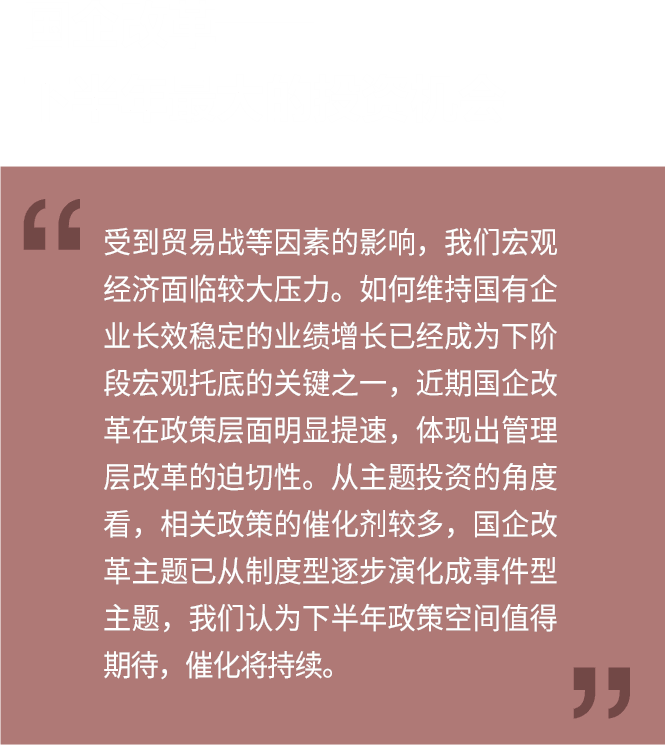 受到贸易战等因素的影响，我们宏观
经济面临较大压力。如何维持国有企
业长效稳定的业绩增长已经成为下阶
段宏观托底的关键之一，近期国企改
革在政策层面明显提速，体现出管理
层改革的迫切性。从主题投资的角度
看，相关政策的催化剂较多，国企改
革主题已从制度型逐步演化成事件型
主题，我们认为下半年政策空间值得
期待，催化将持续。